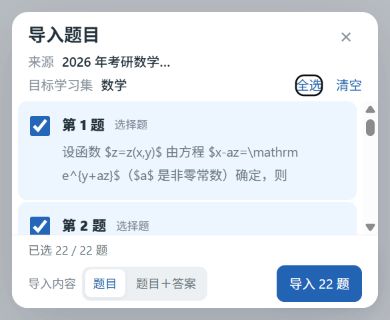 导入题目
来源 2026 年考研数学...
目标学习集 数学 全选 清空
第 1 题 选择题
设函数 $z=z(x,y)$ 由方程 $x-az=\mathrm
e^{y+az}$（$a$ 是非零常数）确定，则
第 2 题 选择题
已选 22 / 22 题
导入内容 题目 题目＋答案 导入 22 题